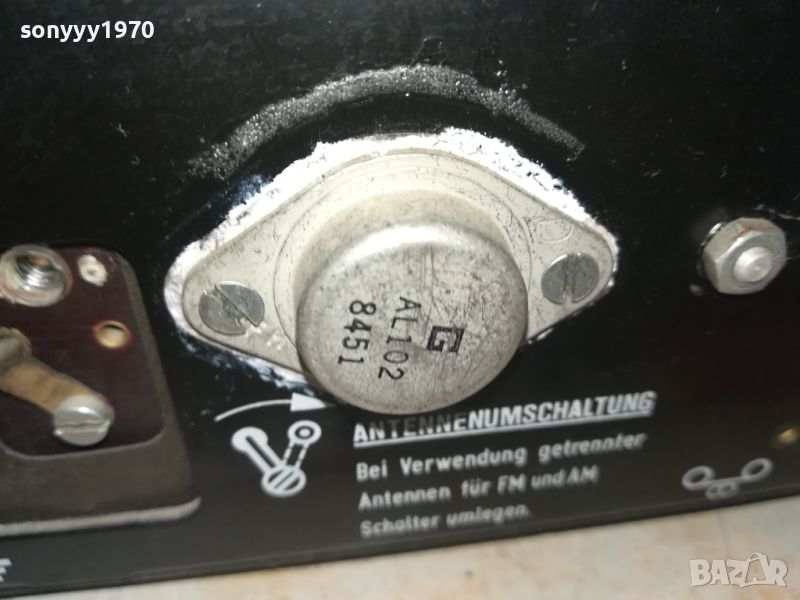 sonyyy1970
G
AL102
8451
ANTENNENUMSCHALTUNG
Bei Verwendung getrennter
Antennen für FM und AM
Schalter umlegen.
BAZAR